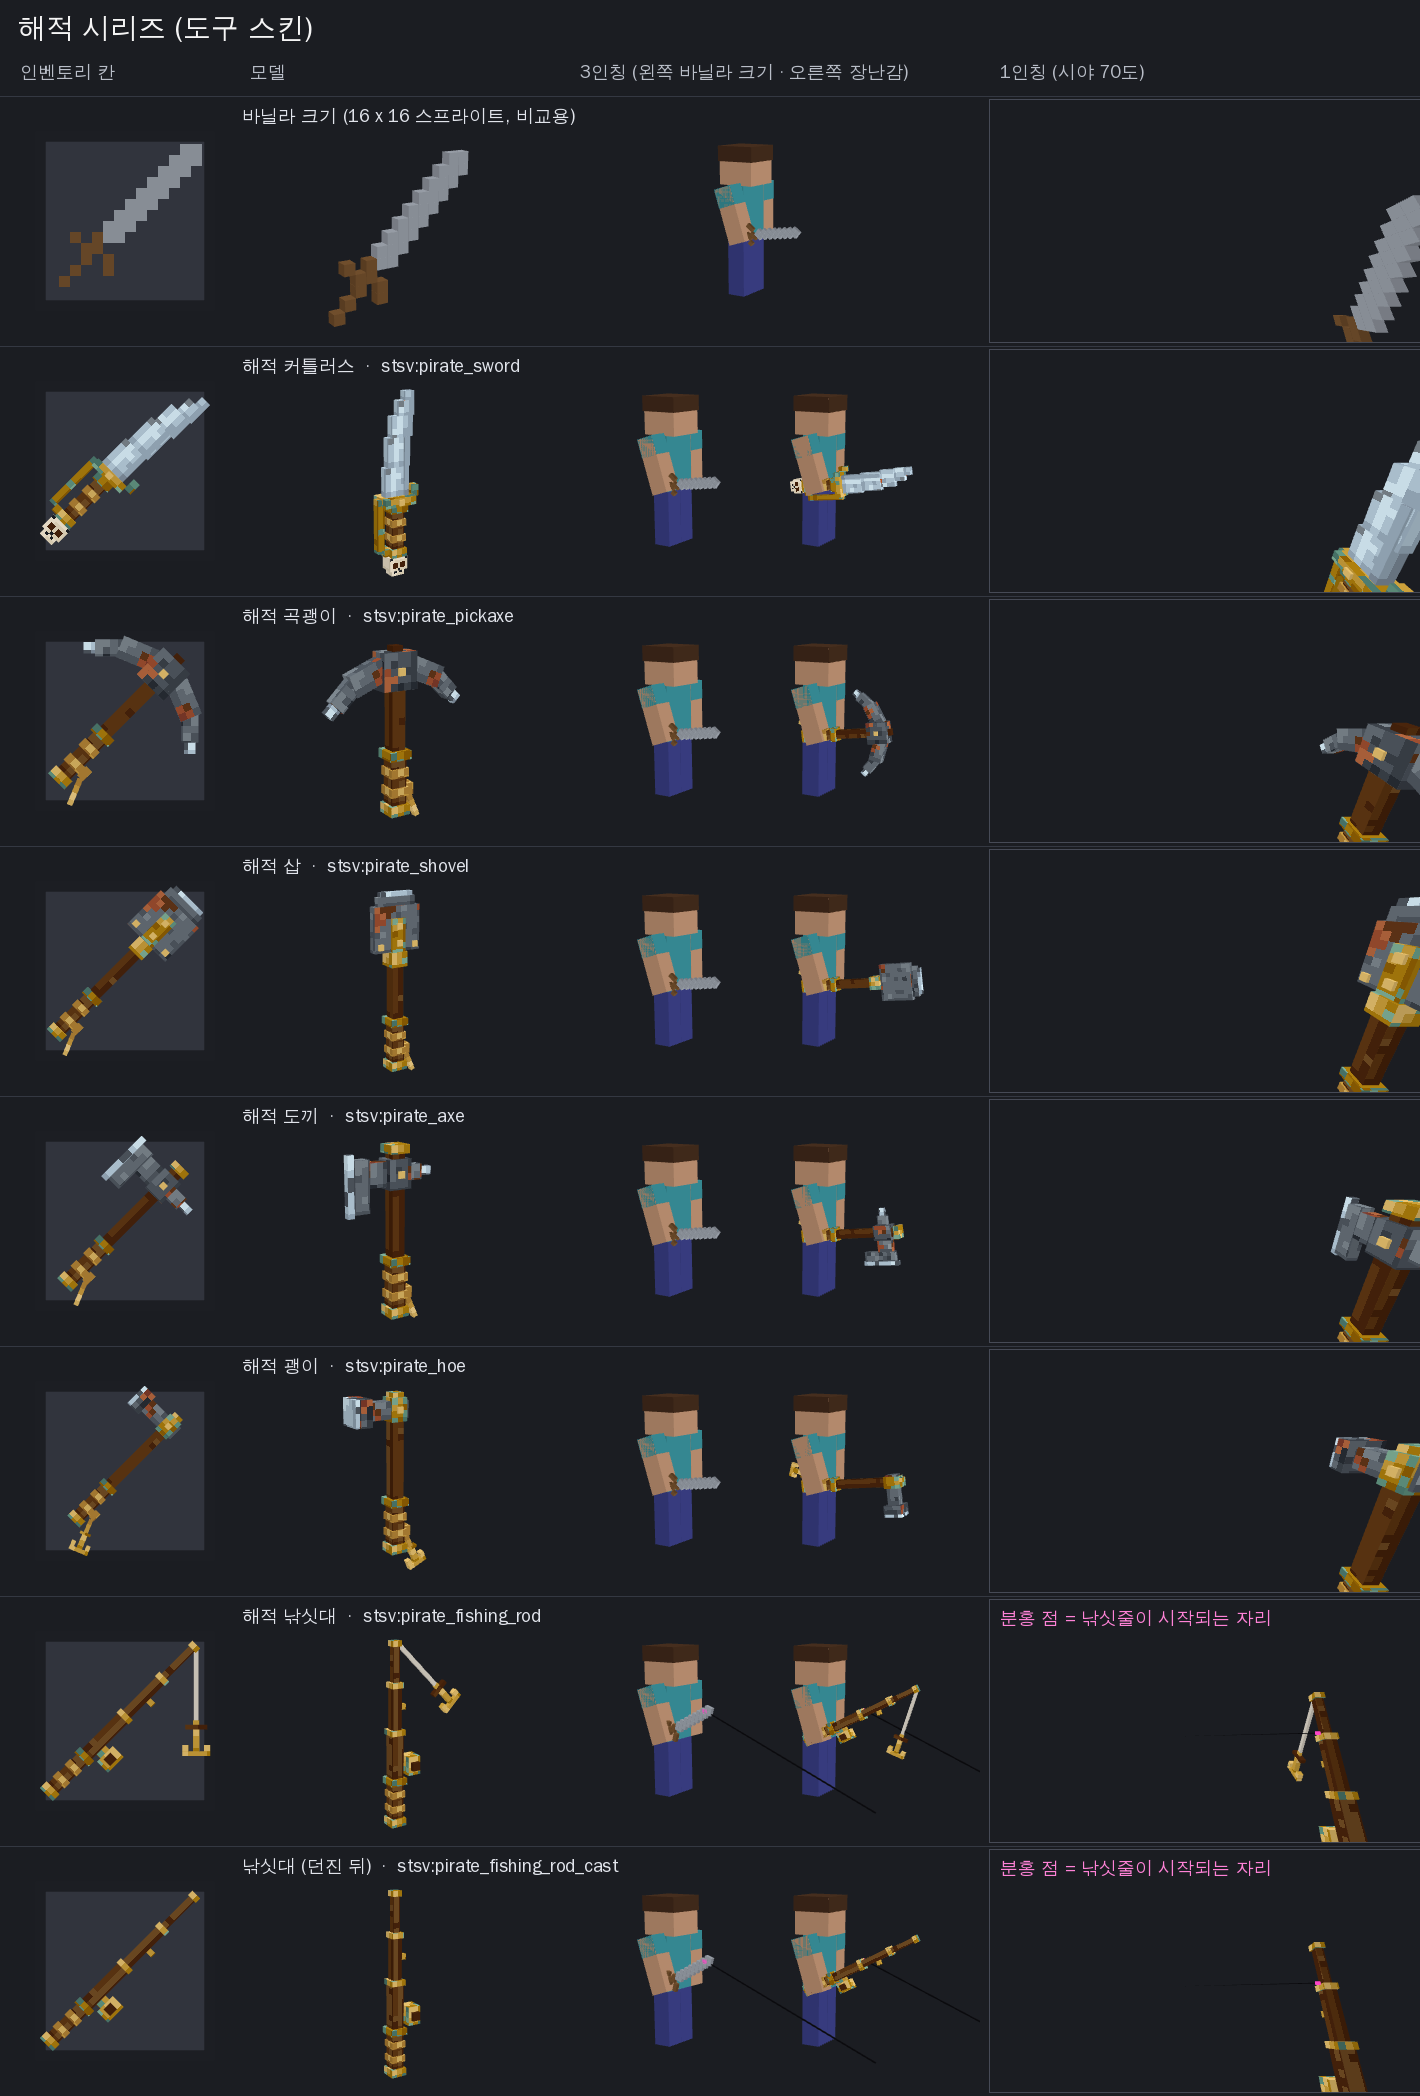 해적 시리즈 (도구 스킨)
인벤토리 칸
모델
3인칭 (왼쪽 바닐라 크기 · 오른쪽 장난감)
1인칭 (시야 70도)
바닐라 크기 (16 x 16 스프라이트, 비교용)
해적 커틀러스 · stsv:pirate_sword
해적 곡괭이 · stsv:pirate_pickaxe
해적 삽 · stsv:pirate_shovel
해적 도끼 · stsv:pirate_axe
해적 괭이 · stsv:pirate_hoe
해적 낚싯대 · stsv:pirate_fishing_rod
분홍 점 = 낚싯줄이 시작되는 자리
낚싯대 (던진 뒤) · stsv:pirate_fishing_rod_cast
분홍 점 = 낚싯줄이 시작되는 자리